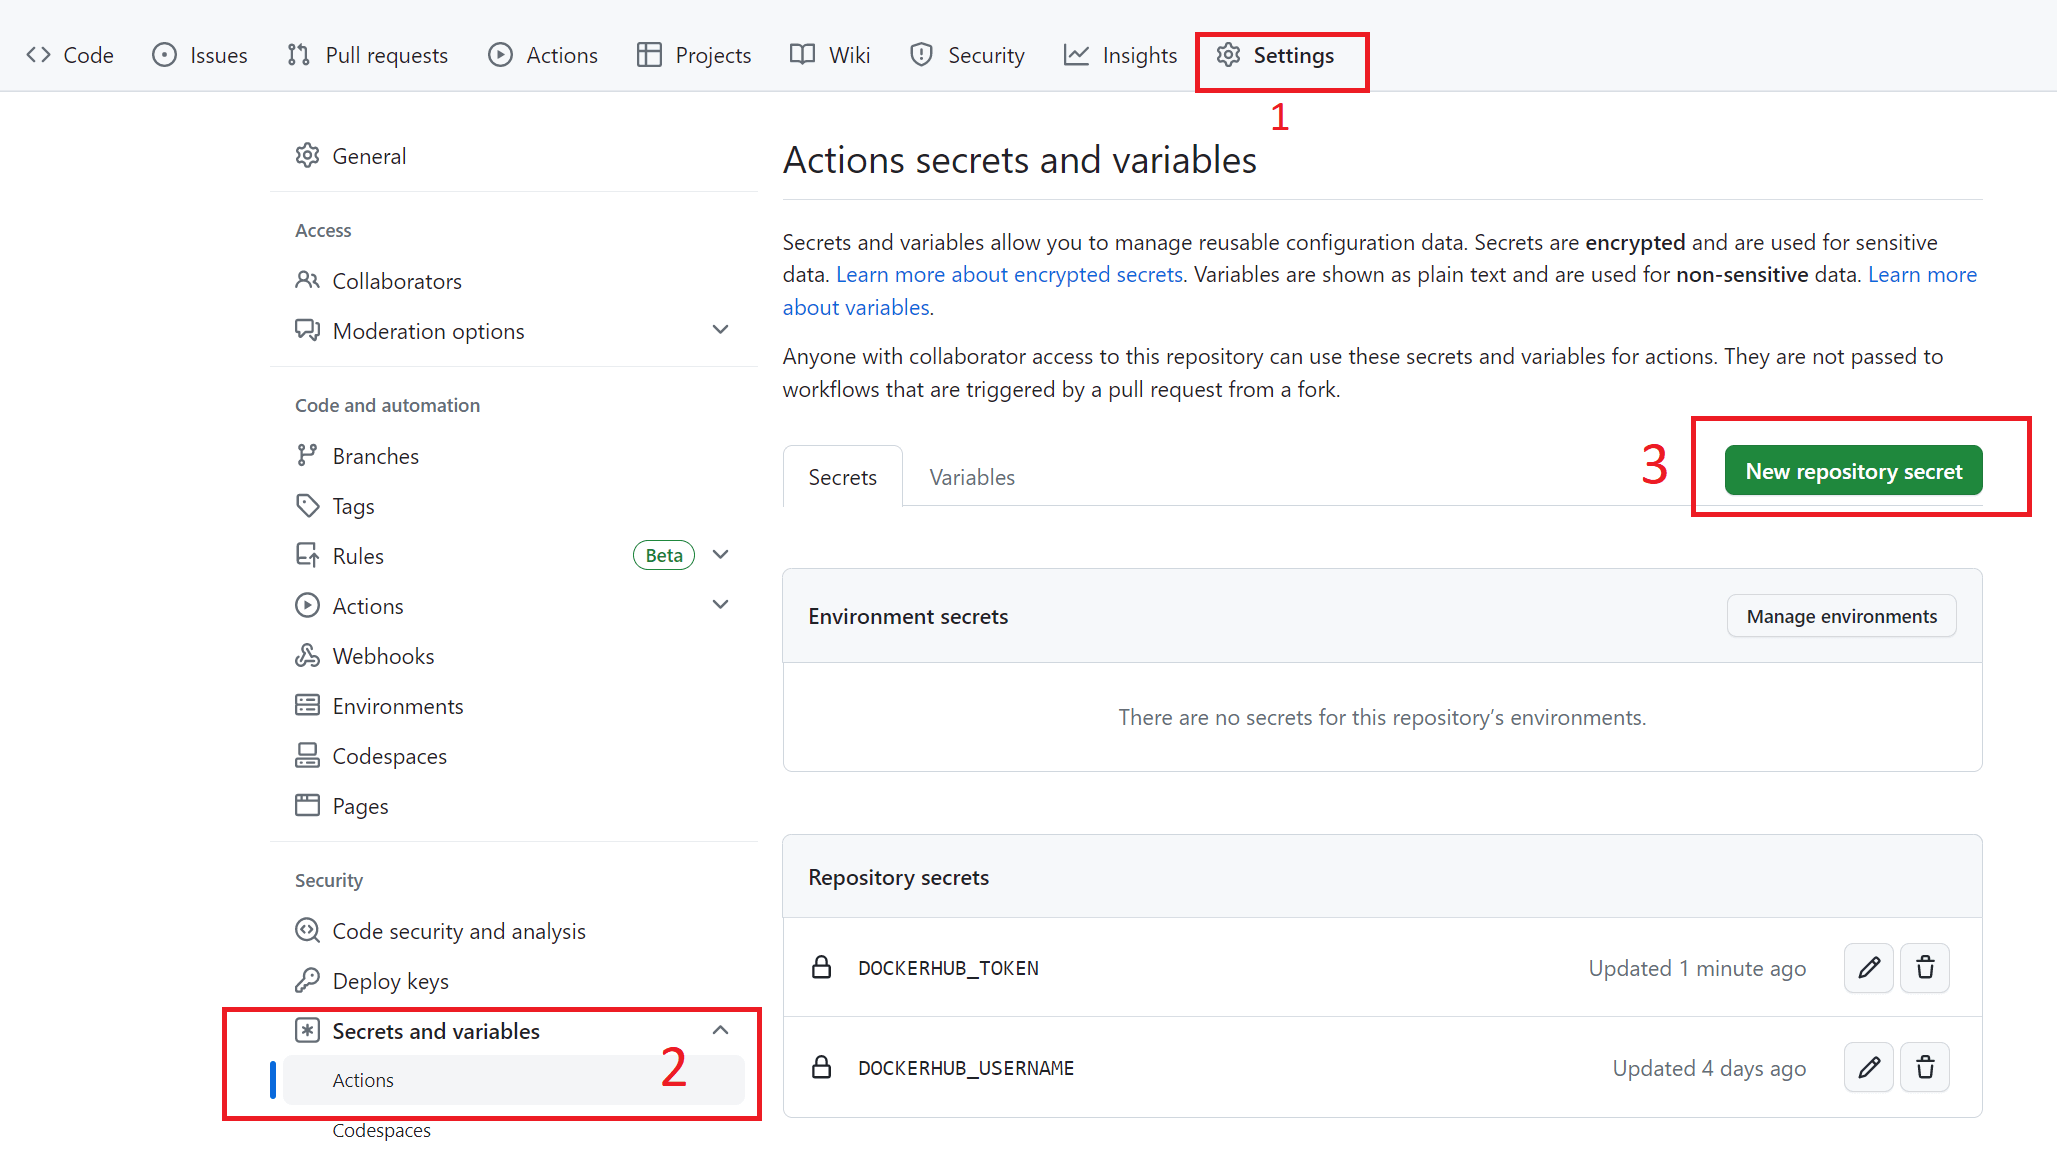 Code Issues Pull requests Actions Projects Wiki Security Insights Settings
1
General
Access
Collaborators
Moderation options
Code and automation
Branches
Tags
Rules Beta
Actions
Webhooks
Environments
Codespaces
Pages
Security
Code security and analysis
Deploy keys
Secrets and variables
2
Actions
Codespaces
Actions secrets and variables
Secrets and variables allow you to manage reusable configuration data. Secrets are encrypted and are used for sensitive
data. Learn more about encrypted secrets. Variables are shown as plain text and are used for non-sensitive data. Learn more
about variables.
Anyone with collaborator access to this repository can use these secrets and variables for actions. They are not passed to
workflows that are triggered by a pull request from a fork.
Secrets Variables 3 New repository secret
Environment secrets Manage environments
There are no secrets for this repository’s environments.
Repository secrets
DOCKERHUB_TOKEN Updated 1 minute ago
DOCKERHUB_USERNAME Updated 4 days ago